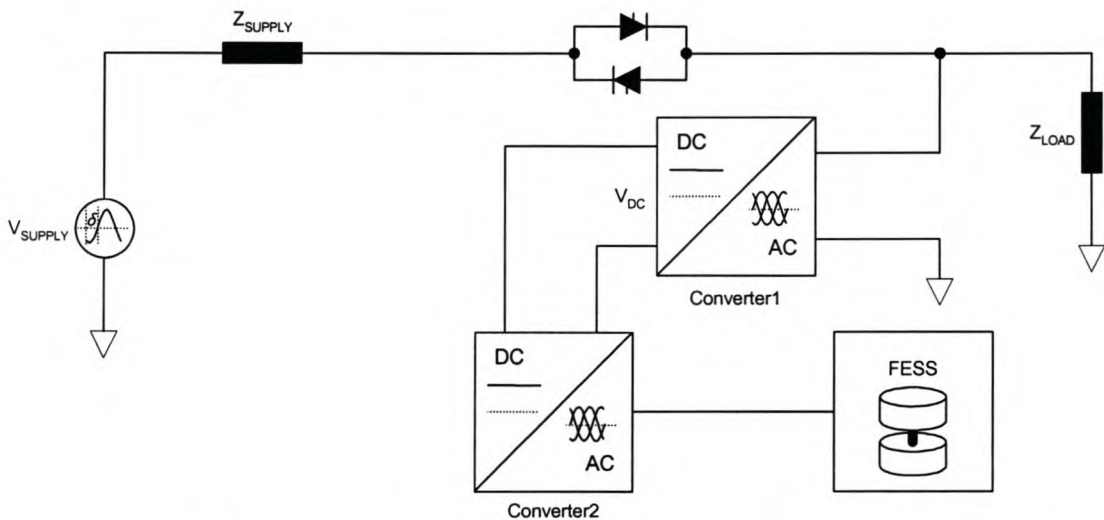 Z_SUPPLY
DC
V_DC
AC
Converter1
Z_LOAD
δ
V_SUPPLY
DC
AC
Converter2
FESS